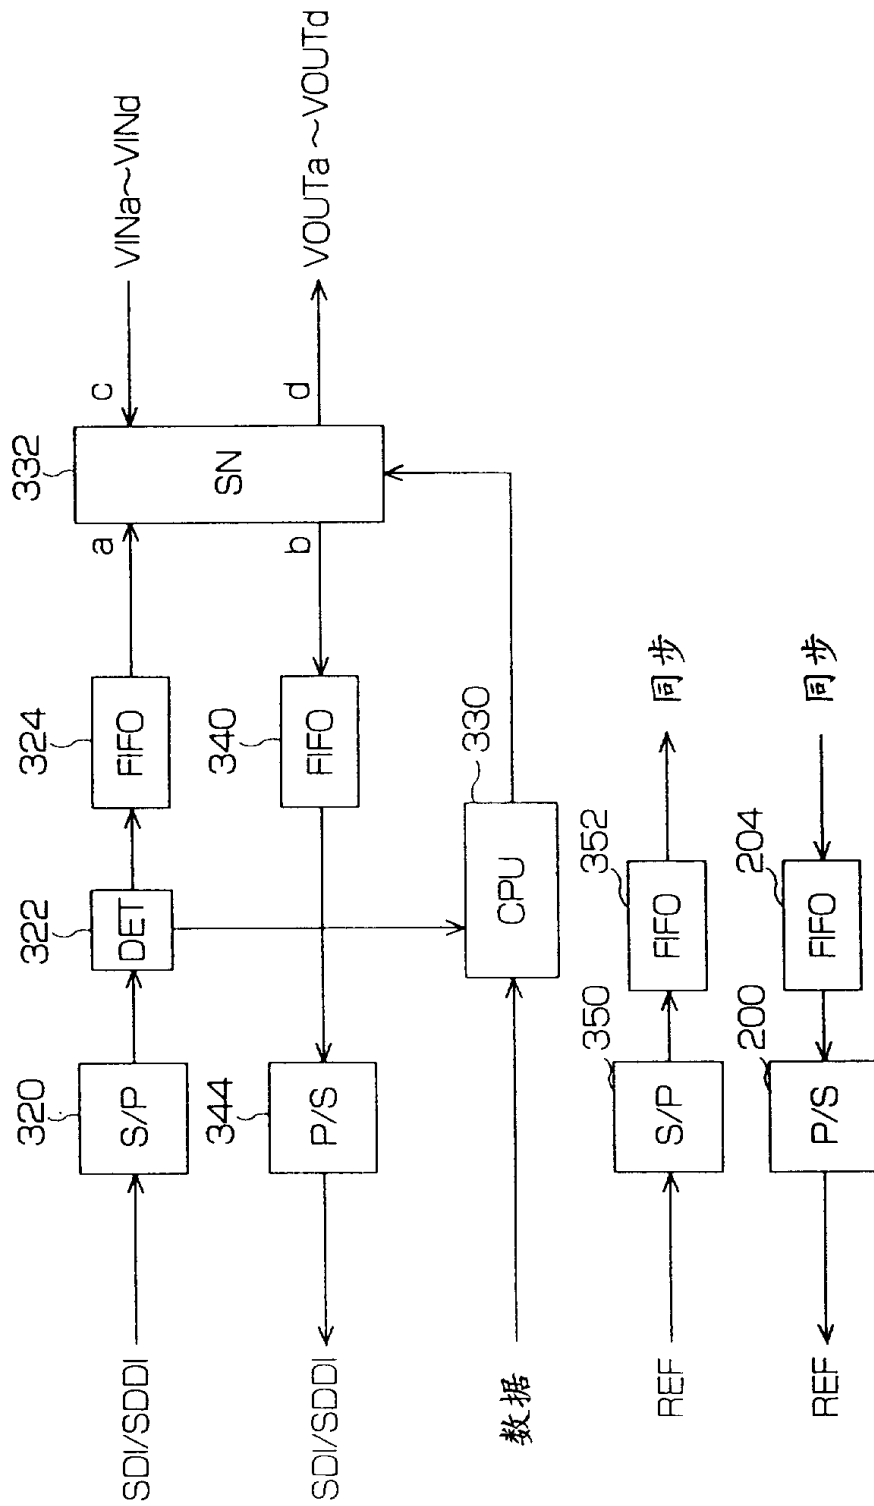 332
324
322
320
SDI/SDDI
S/P
DET
FIFO
a
SN
c
VINa～VINd
344
340
SDI/SDDI
P/S
FIFO
b
d
VOUTa～VOUTd
330
数据
CPU
350
352
REF
S/P
FIFO
同步
200
204
REF
P/S
FIFO
同步